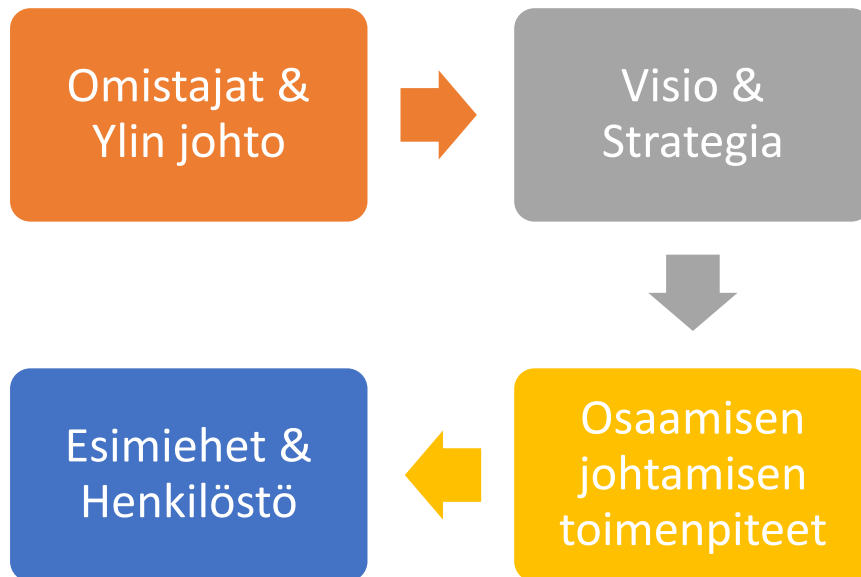 Omistajat &
Ylin johto
Visio &
Strategia
Osaamisen
johtamisen
toimenpiteet
Esimiehet &
Henkilöstö